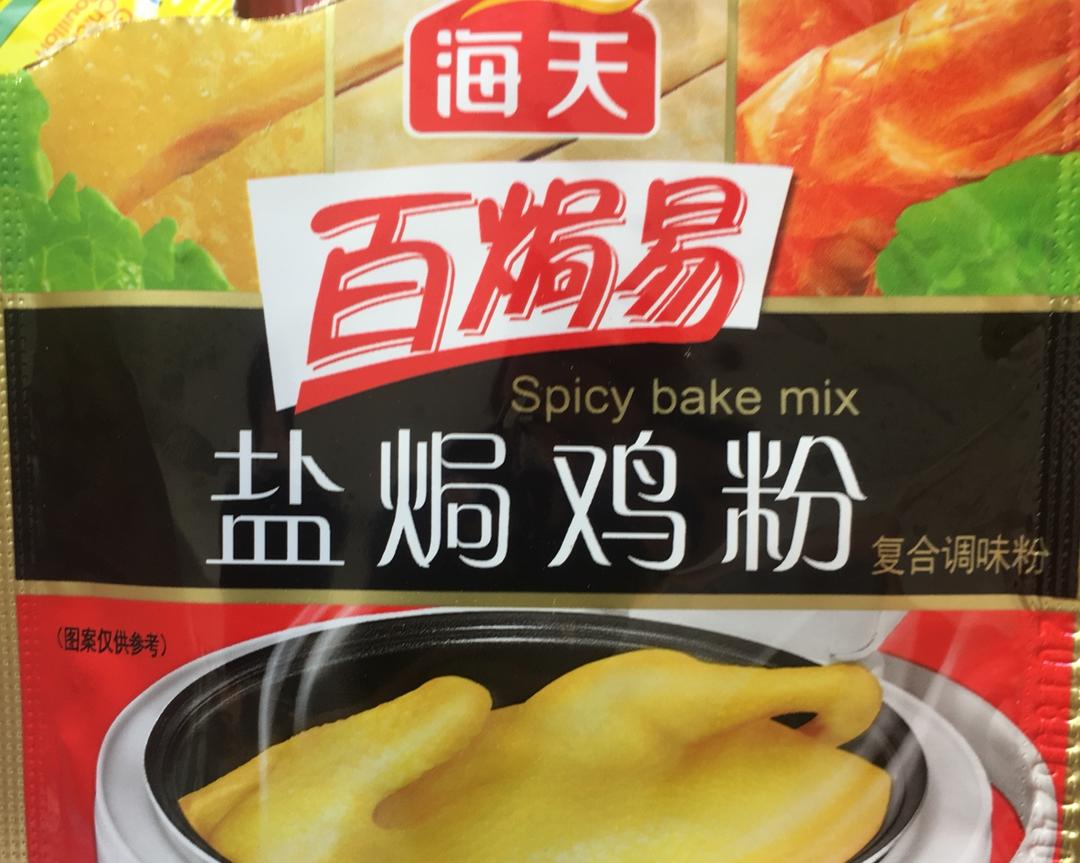 海天
百焗易
Spicy bake mix
盐焗鸡粉
复合调味粉
(图案仅供参考)